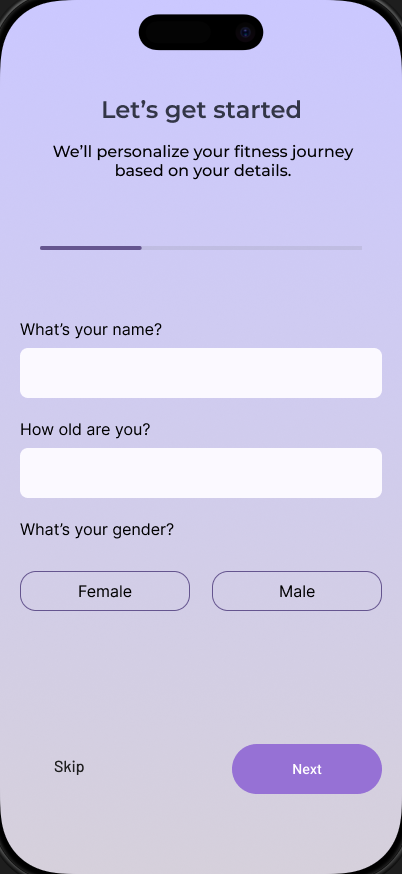 Let’s get started
We’ll personalize your fitness journey
based on your details.
What’s your name?
How old are you?
What’s your gender?
Female
Male
Skip
Next